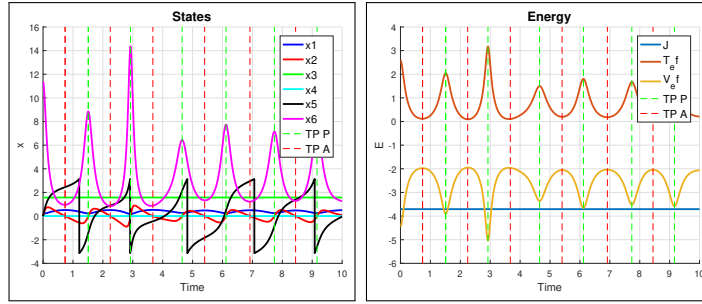 States
16
14
12
10
8
6
4
2
0
-2
-4
x
0 1 2 3 4 5 6 7 8 9 10
Time
x1
x2
x3
x4
x5
x6
TP P
TP A
Energy
4
3
2
1
0
-1
-2
-3
-4
-5
-6
E
0 1 2 3 4 5 6 7 8 9 10
Time
J
T_e f
V_e f
TP P
TP A